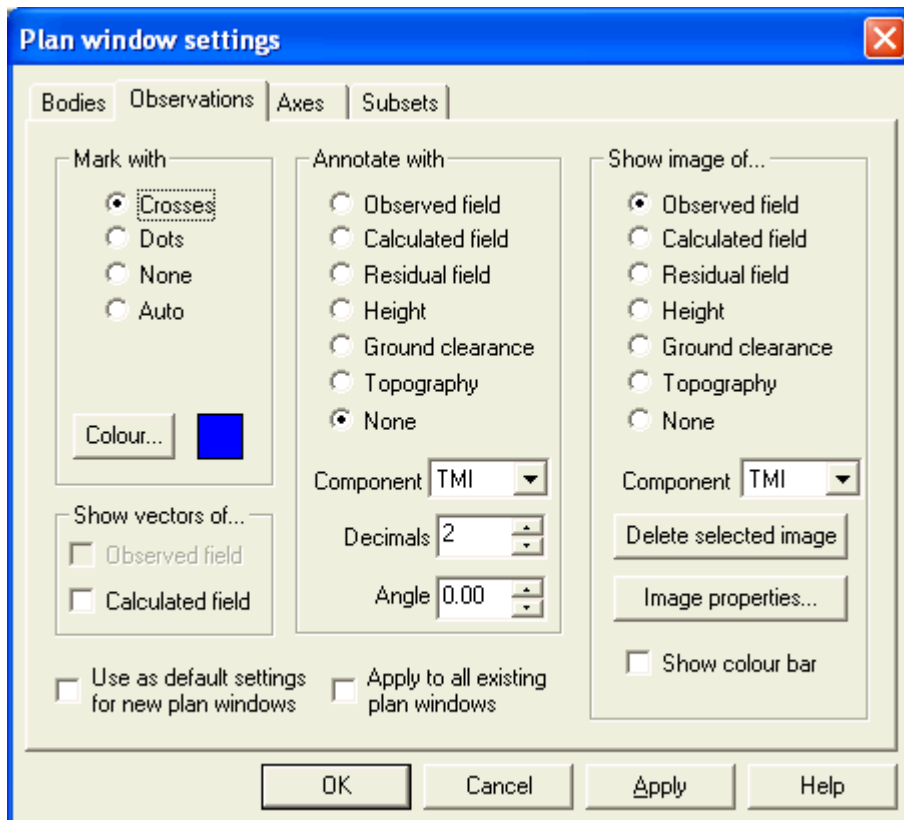 Plan window settings
Bodies
Observations
Axes
Subsets
Mark with
Crosses
Dots
None
Auto
Colour...
Show vectors of...
Observed field
Calculated field
Annotate with
Observed field
Calculated field
Residual field
Height
Ground clearance
Topography
None
Component TMI
Decimals 2
Angle 0.00
Show image of...
Observed field
Calculated field
Residual field
Height
Ground clearance
Topography
None
Component TMI
Delete selected image
Image properties...
Show colour bar
Use as default settings
for new plan windows
Apply to all existing
plan windows
OK
Cancel
Apply
Help